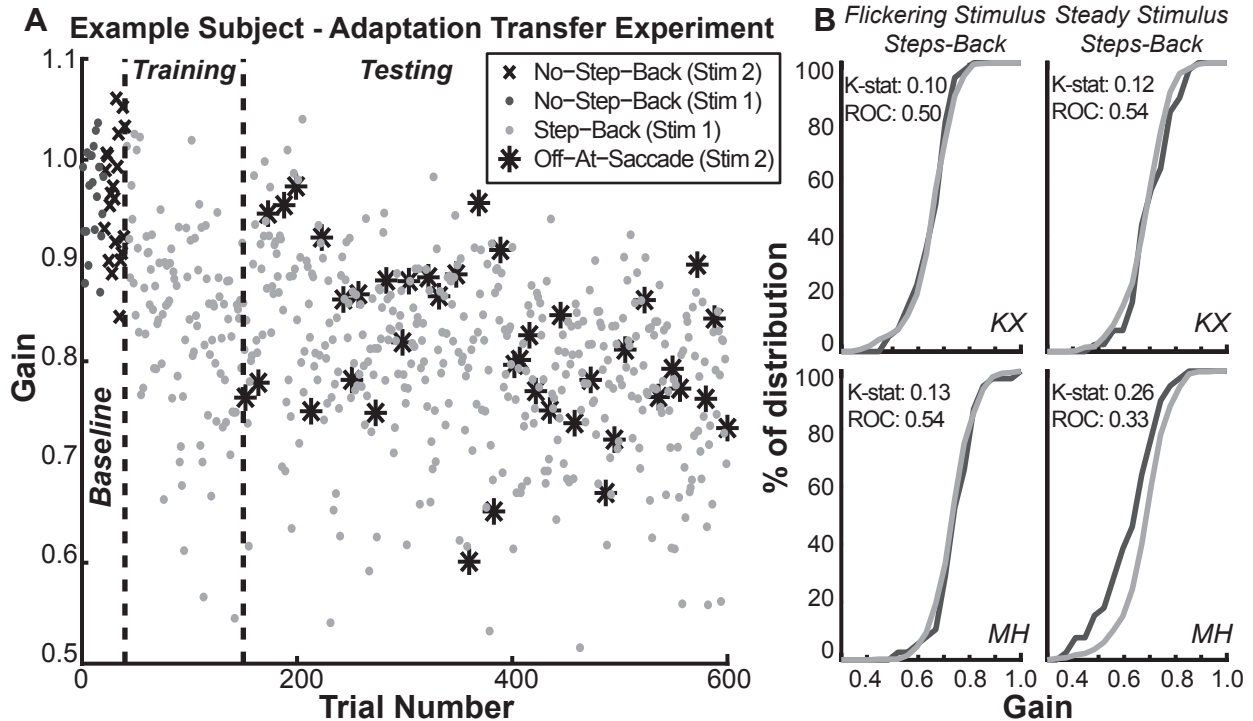 A Example Subject - Adaptation Transfer Experiment
1.1
1.0
0.9
0.8
0.7
0.6
0.5
Gain
Baseline
Training
Testing
No-Step-Back (Stim 2)
No-Step-Back (Stim 1)
Step-Back (Stim 1)
Off-At-Saccade (Stim 2)
0 200 400 600
Trial Number
B Flickering Stimulus Steady Stimulus
Steps-Back Steps-Back
% of distribution
100
80
60
40
20
0
K-stat: 0.10
ROC: 0.50
KX
K-stat: 0.12
ROC: 0.54
KX
100
80
60
40
20
0
K-stat: 0.13
ROC: 0.54
MH
K-stat: 0.26
ROC: 0.33
MH
0.4 0.6 0.8 1.0 0.4 0.6 0.8 1.0
Gain